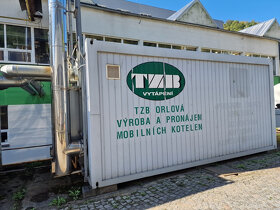 TZB
VYTÁPĚNÍ
TZB ORLOVÁ
VÝROBA A PRONÁJEM
MOBILNÍCH KOTELEN